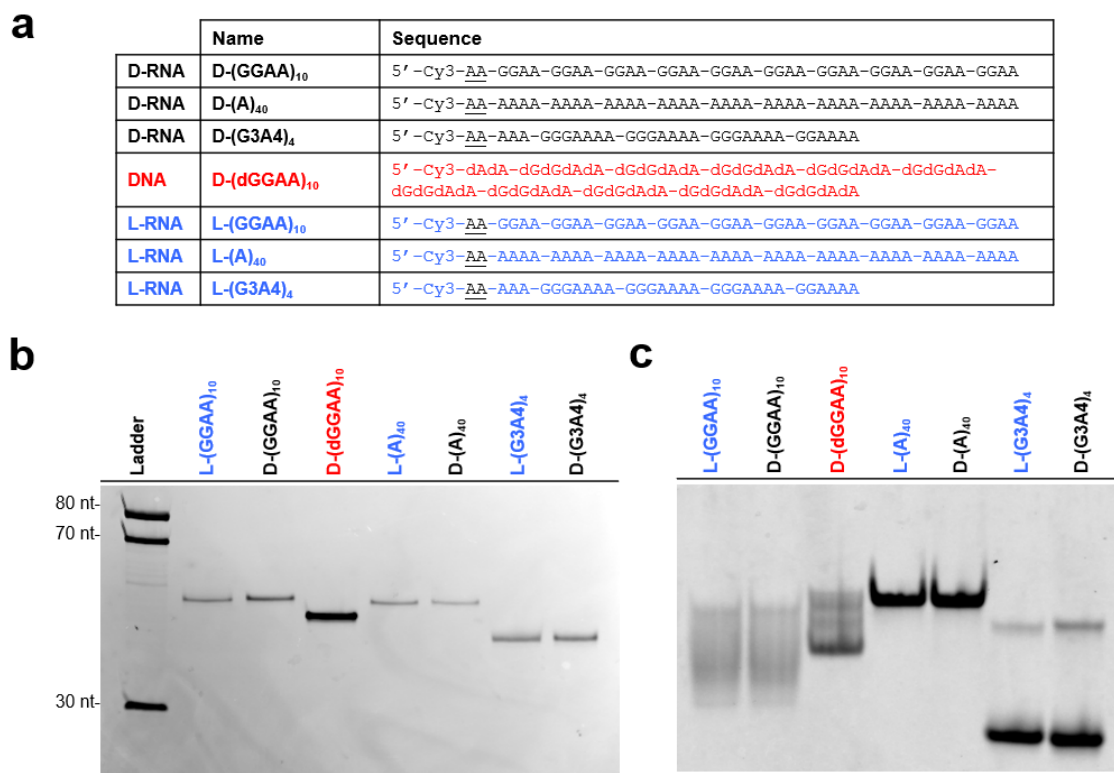 a
Name Sequence
D-RNA D-(GGAA)₁₀ 5’-Cy3-AA-GGAA-GGAA-GGAA-GGAA-GGAA-GGAA-GGAA-GGAA-GGAA-GGAA
D-RNA D-(A)₄₀ 5’-Cy3-AA-AAAA-AAAA-AAAA-AAAA-AAAA-AAAA-AAAA-AAAA-AAAA-AAAA
D-RNA D-(G3A4)₄ 5’-Cy3-AA-AAA-GGGAAAA-GGGAAAA-GGGAAAA-GGAAAA
DNA D-(dGGAA)₁₀ 5’-Cy3-dAdA-dGdGdAdA-dGdGdAdA-dGdGdAdA-dGdGdAdA-dGdGdAdA-
dGdGdAdA-dGdGdAdA-dGdGdAdA-dGdGdAdA-dGdGdAdA
L-RNA L-(GGAA)₁₀ 5’-Cy3-AA-GGAA-GGAA-GGAA-GGAA-GGAA-GGAA-GGAA-GGAA-GGAA-GGAA
L-RNA L-(A)₄₀ 5’-Cy3-AA-AAAA-AAAA-AAAA-AAAA-AAAA-AAAA-AAAA-AAAA-AAAA-AAAA
L-RNA L-(G3A4)₄ 5’-Cy3-AA-AAA-GGGAAAA-GGGAAAA-GGGAAAA-GGAAAA
b
Ladder
L-(GGAA)₁₀
D-(GGAA)₁₀
D-(dGGAA)₁₀
L-(A)₄₀
D-(A)₄₀
L-(G3A4)₄
D-(G3A4)₄
80 nt-
70 nt-
30 nt-
c
L-(GGAA)₁₀
D-(GGAA)₁₀
D-(dGGAA)₁₀
L-(A)₄₀
D-(A)₄₀
L-(G3A4)₄
D-(G3A4)₄